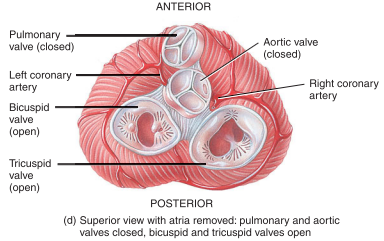 ANTERIOR
Pulmonary
valve (closed)
Aortic valve
(closed)
Left coronary
artery
Right coronary
artery
Bicuspid
valve
(open)
Tricuspid
valve
(open)
POSTERIOR
(d) Superior view with atria removed: pulmonary and aortic
valves closed, bicuspid and tricuspid valves open